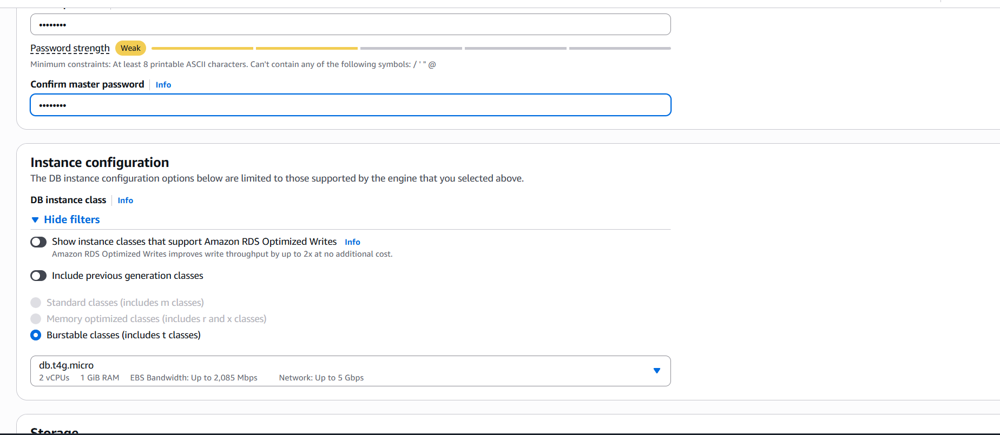 ••••••••
Password strength Weak
Minimum constraints: At least 8 printable ASCII characters. Can't contain any of the following symbols: / ' " @
Confirm master password Info
••••••••
Instance configuration
The DB instance configuration options below are limited to those supported by the engine that you selected above.
DB instance class Info
Hide filters
Show instance classes that support Amazon RDS Optimized Writes Info
Amazon RDS Optimized Writes improves write throughput by up to 2x at no additional cost.
Include previous generation classes
Standard classes (includes m classes)
Memory optimized classes (includes r and x classes)
Burstable classes (includes t classes)
db.t4g.micro
2 vCPUs 1 GiB RAM EBS Bandwidth: Up to 2,085 Mbps Network: Up to 5 Gbps
Storage